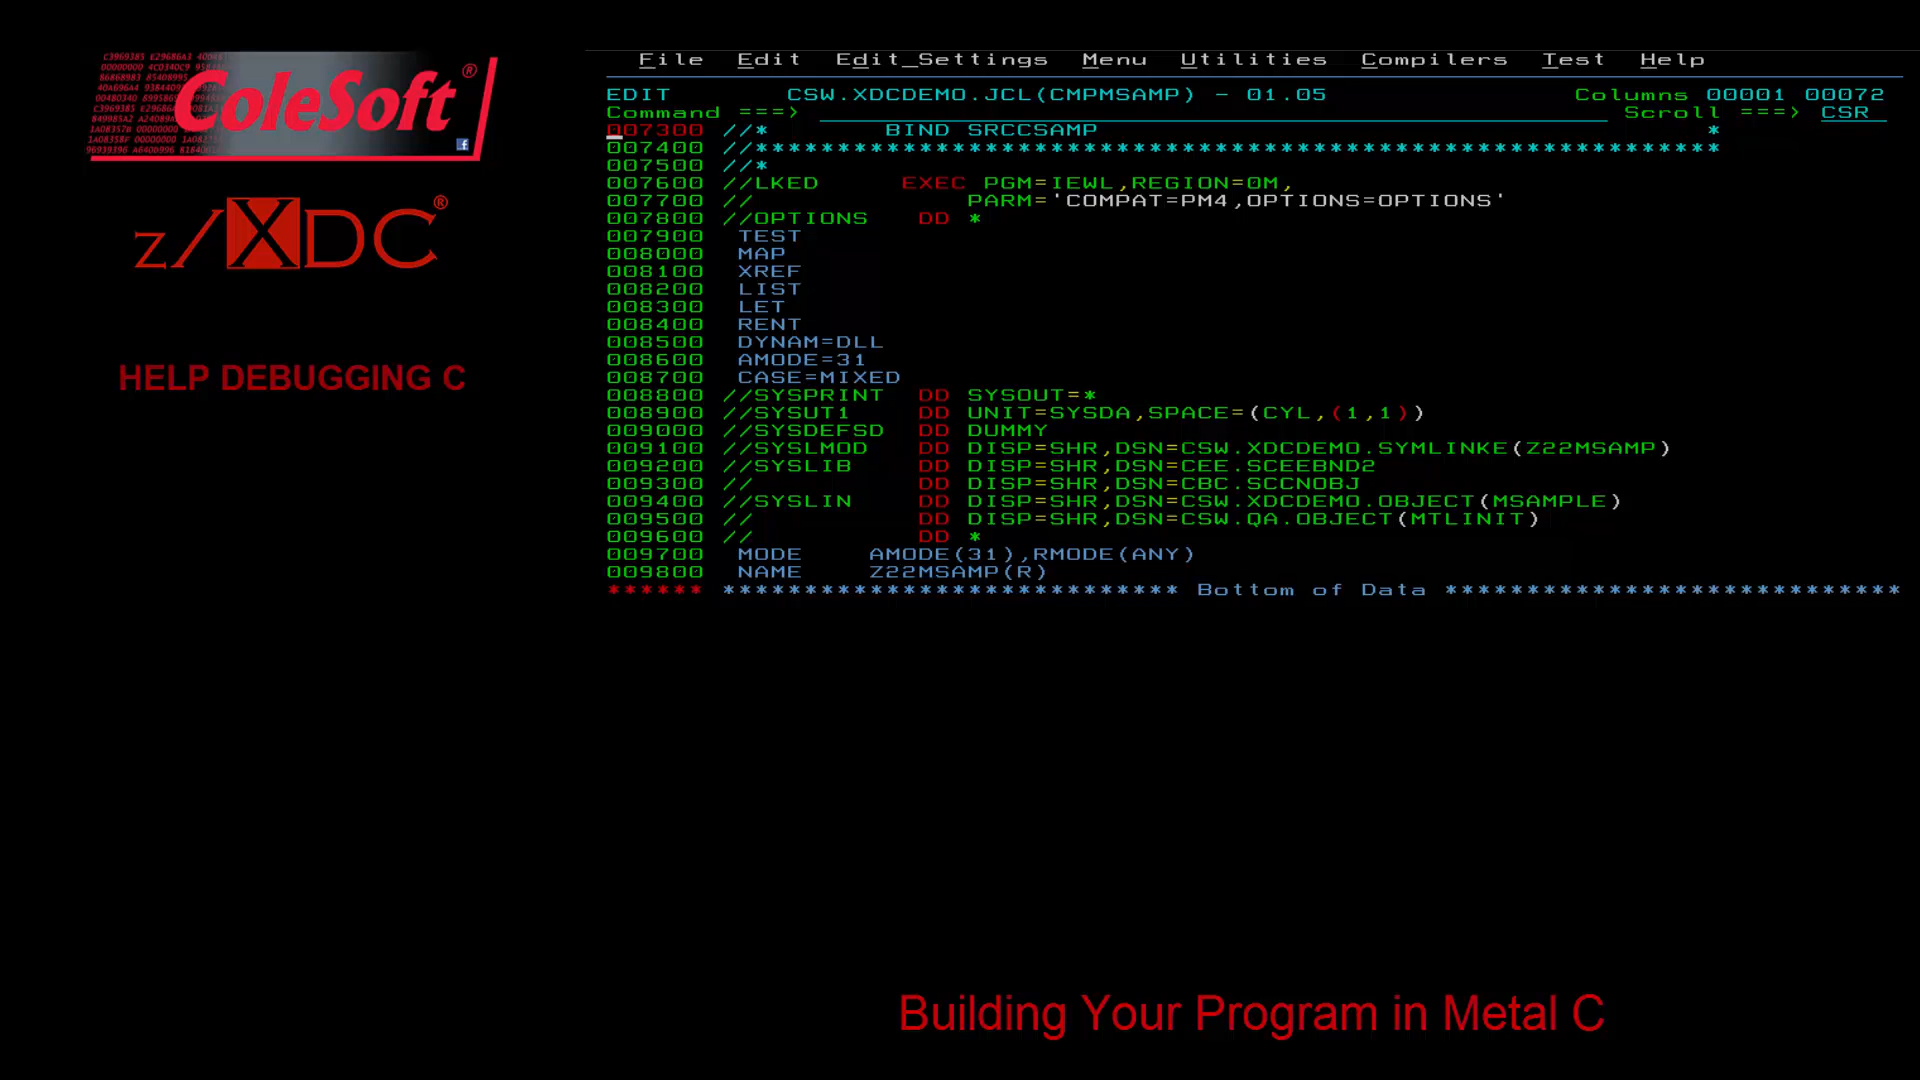 ColeSoft®
z/XDC®
HELP DEBUGGING C
File Edit Edit_Settings Menu Utilities Compilers Test Help
EDIT CSW.XDCDEMO.JCL(CMPMSAMP) - 01.05 Columns 00001 00072
Command ===> Scroll ===> CSR
007300 //* BIND SRCCSAMP *
007400 //***********************************************************
007500 //*
007600 //LKED EXEC PGM=IEWL,REGION=0M,
007700 // PARM='COMPAT=PM4,OPTIONS=OPTIONS'
007800 //OPTIONS DD *
007900 TEST
008000 MAP
008100 XREF
008200 LIST
008300 LET
008400 RENT
008500 DYNAM=DLL
008600 AMODE=31
008700 CASE=MIXED
008800 //SYSPRINT DD SYSOUT=*
008900 //SYSUT1 DD UNIT=SYSDA,SPACE=(CYL,(1,1))
009000 //SYSDEFSD DD DUMMY
009100 //SYSLMOD DD DISP=SHR,DSN=CSW.XDCDEMO.SYMLINKE(Z22MSAMP)
009200 //SYSLIB DD DISP=SHR,DSN=CEE.SCEEBND2
009300 // DD DISP=SHR,DSN=CBC.SCCNOBJ
009400 //SYSLIN DD DISP=SHR,DSN=CSW.XDCDEMO.OBJECT(MSAMPLE)
009500 // DD DISP=SHR,DSN=CSW.QA.OBJECT(MTLINIT)
009600 // DD *
009700 MODE AMODE(31),RMODE(ANY)
009800 NAME Z22MSAMP(R)
****** **************************** Bottom of Data ****************************
Building Your Program in Metal C